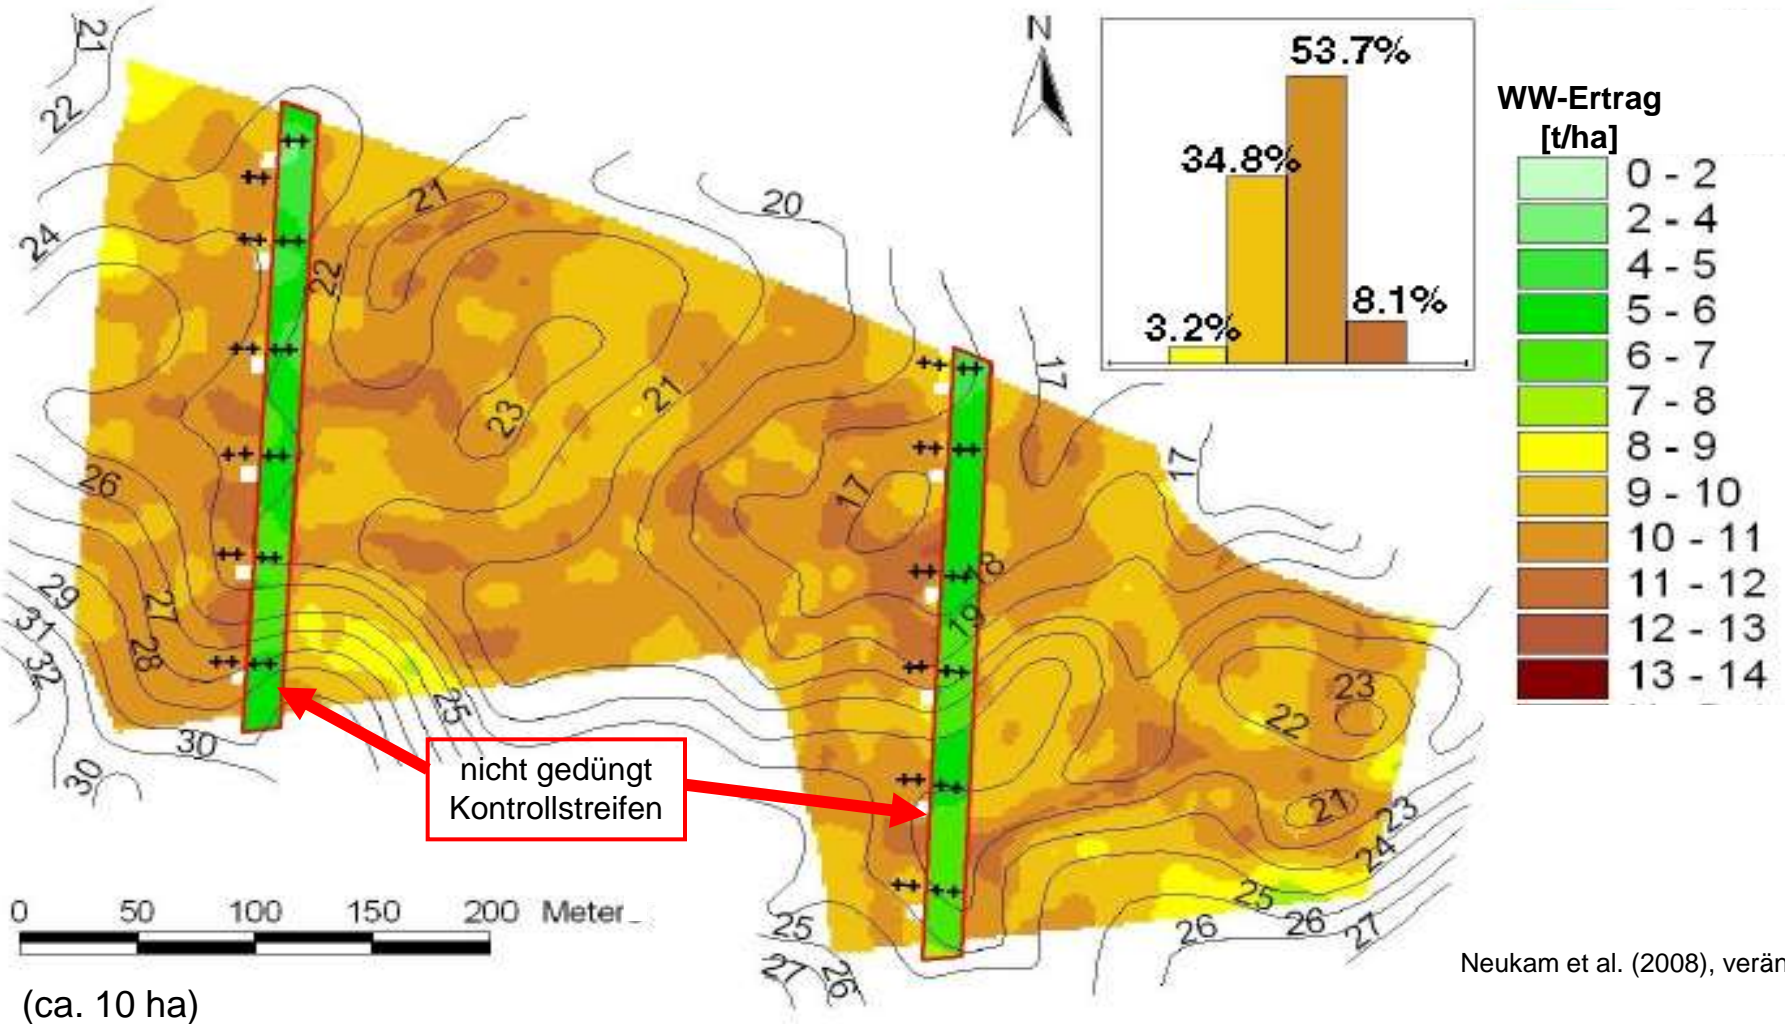 21
22
24
26
29
31
32
27
28
30
30
25
21
22
23
21
20
17
17
17
18
19
N
53.7%
34.8%
8.1%
3.2%
WW-Ertrag
[t/ha]
0 - 2
2 - 4
4 - 5
5 - 6
6 - 7
7 - 8
8 - 9
9 - 10
10 - 11
11 - 12
12 - 13
13 - 14
23
22
21
23
24
25
26
26
27
25
27
26
nicht gedüngt
Kontrollstreifen
0 50 100 150 200 Meter
(ca. 10 ha)
Neukam et al. (2008), verän